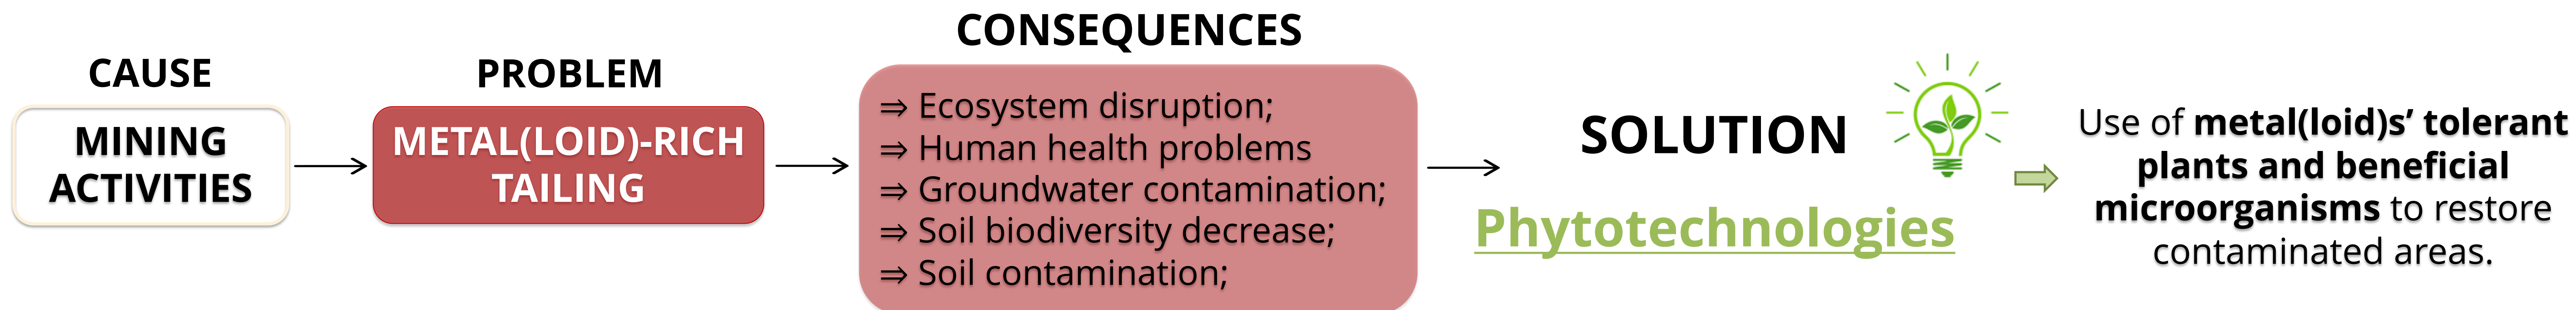 CAUSE
MINING
ACTIVITIES
PROBLEM
METAL(LOID)-RICH
TAILING
CONSEQUENCES
⇒ Ecosystem disruption;
⇒ Human health problems
⇒ Groundwater contamination;
⇒ Soil biodiversity decrease;
⇒ Soil contamination;
SOLUTION
Phytotechnologies
Use of metal(loid)s’ tolerant
plants and beneficial
microorganisms to restore
contaminated areas.